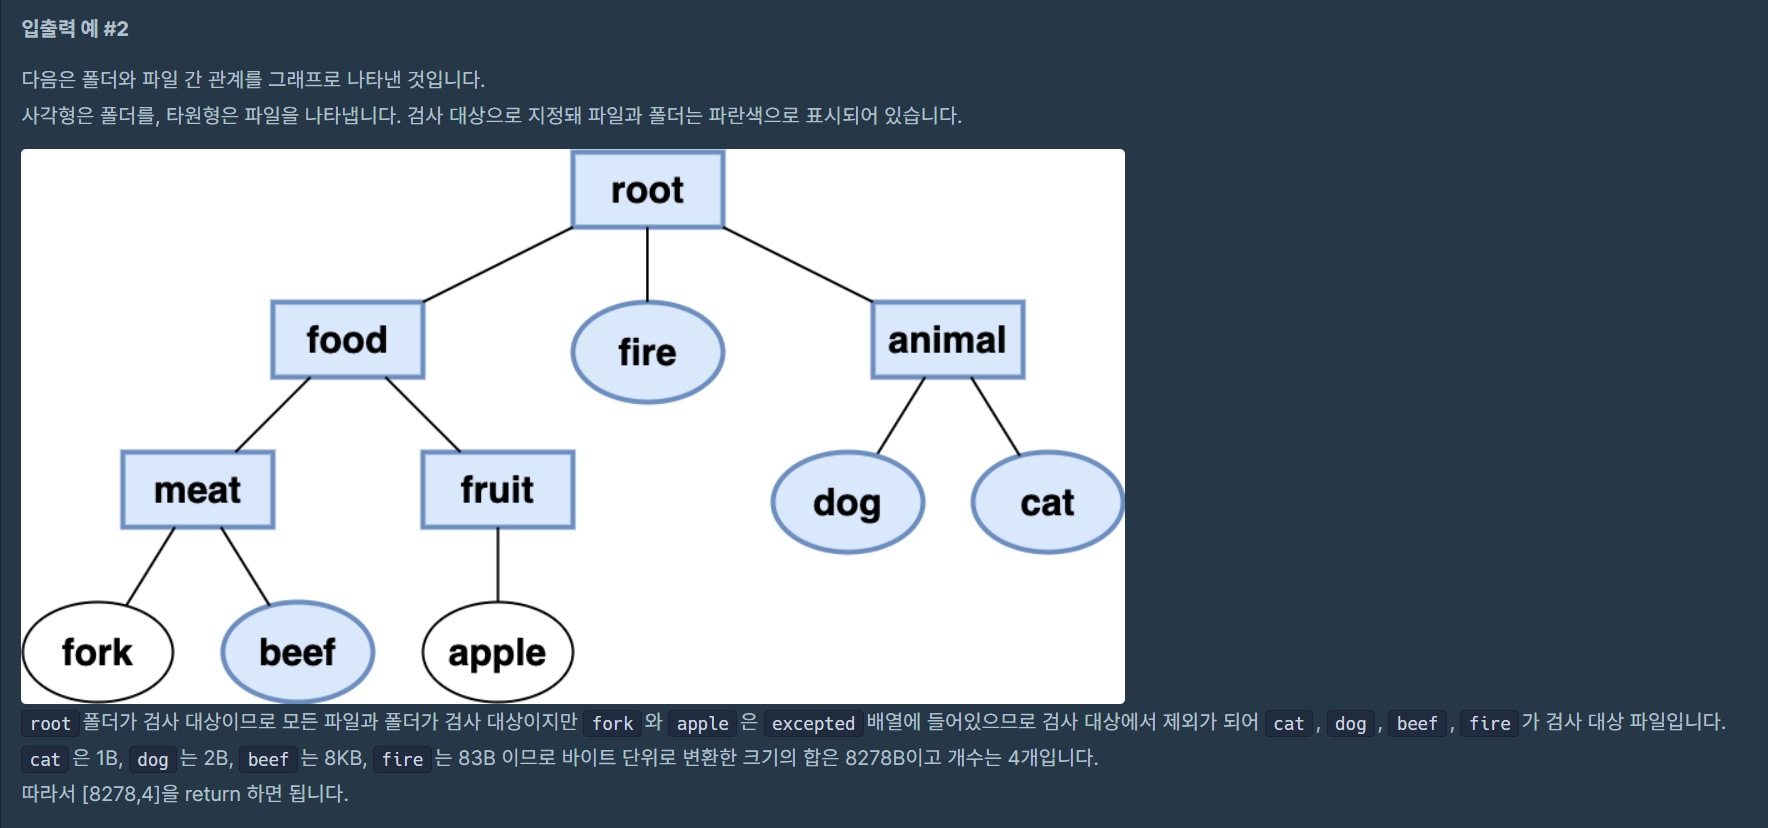 입출력 예 #2
다음은 폴더와 파일 간 관계를 그래프로 나타낸 것입니다.
사각형은 폴더를, 타원형은 파일을 나타냅니다. 검사 대상으로 지정돼 파일과 폴더는 파란색으로 표시되어 있습니다.
root
food
fire
animal
meat
fruit
dog
cat
fork
beef
apple
root 폴더가 검사 대상이므로 모든 파일과 폴더가 검사 대상이지만 fork 와 apple 은 excepted 배열에 들어있으므로 검사 대상에서 제외가 되어 cat , dog , beef , fire 가 검사 대상 파일입니다.
cat 은 1B, dog 는 2B, beef 는 8KB, fire 는 83B 이므로 바이트 단위로 변환한 크기의 합은 8278B이고 개수는 4개입니다.
따라서 [8278,4]을 return 하면 됩니다.